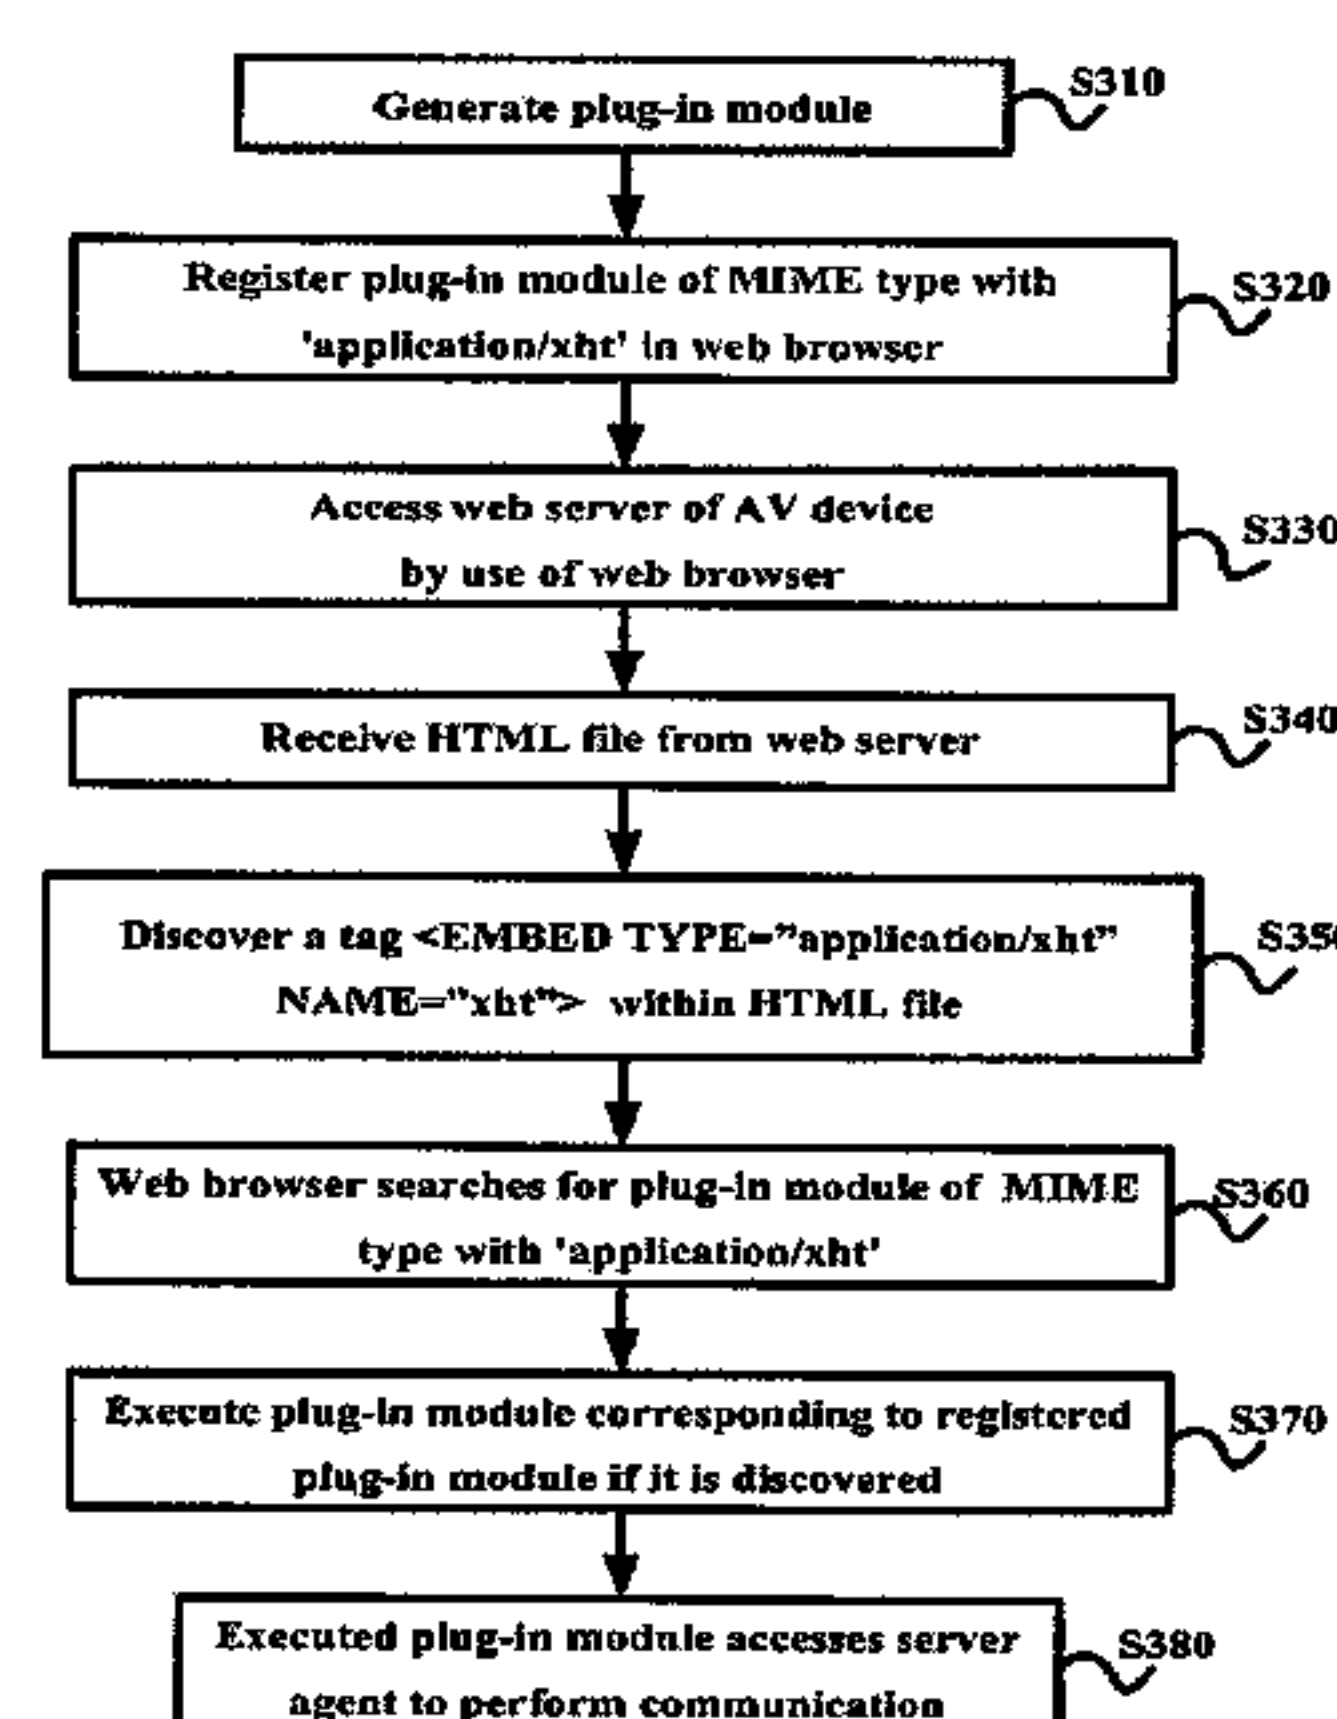 Generate plug-in module
S310
Register plug-in module of MIME type with
'application/xht' in web browser
S320
Access web server of AV device
by use of web browser
S330
Receive HTML file from web server
S340
Discover a tag <EMBED TYPE="application/xht"
NAME="xht"> within HTML file
S350
Web browser searches for plug-in module of MIME
type with 'application/xht'
S360
Execute plug-in module corresponding to registered
plug-in module if it is discovered
S370
Executed plug-in module accesses server
agent to perform communication
S380